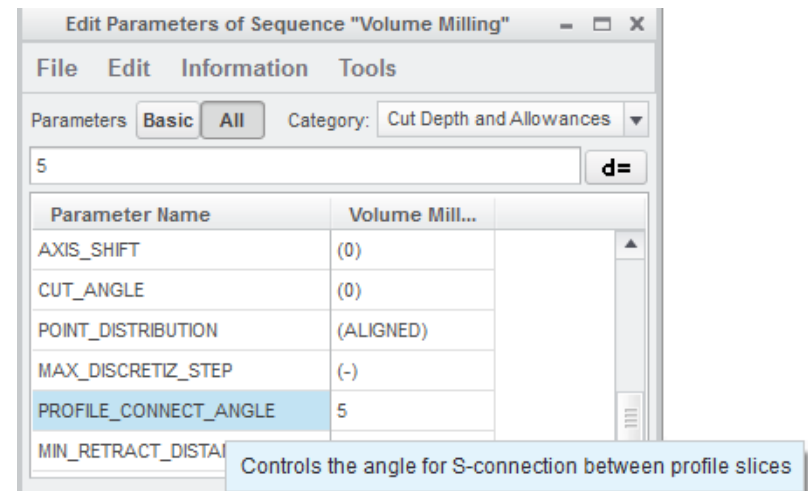 Edit Parameters of Sequence "Volume Milling"
File Edit Information Tools
Parameters Basic All Category: Cut Depth and Allowances
5 d=
Parameter Name Volume Mill...
AXIS_SHIFT (0)
CUT_ANGLE (0)
POINT_DISTRIBUTION (ALIGNED)
MAX_DISCRETIZ_STEP (-)
PROFILE_CONNECT_ANGLE 5
MIN_RETRACT_DISTA
Controls the angle for S-connection between profile slices